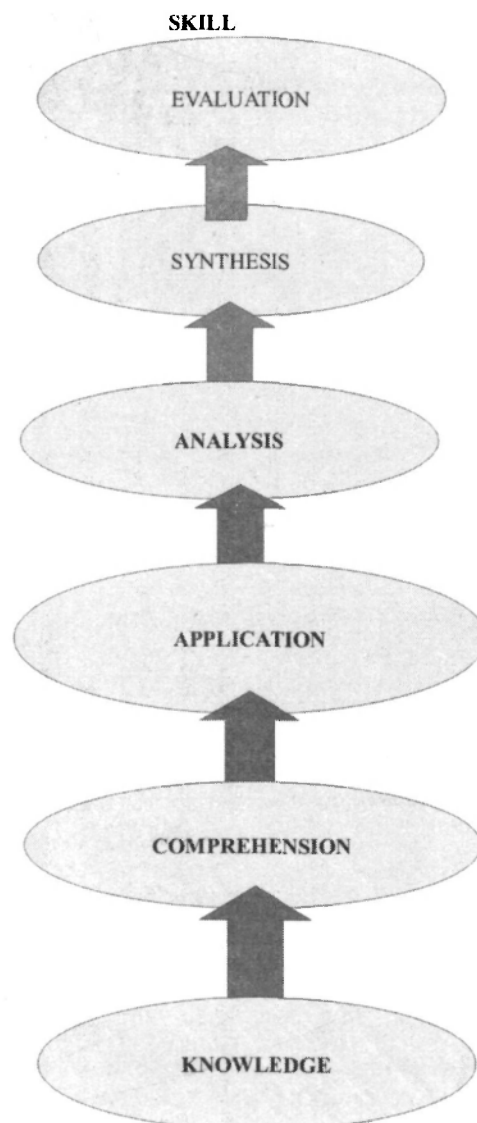 SKILL
EVALUATION
SYNTHESIS
ANALYSIS
APPLICATION
COMPREHENSION
KNOWLEDGE